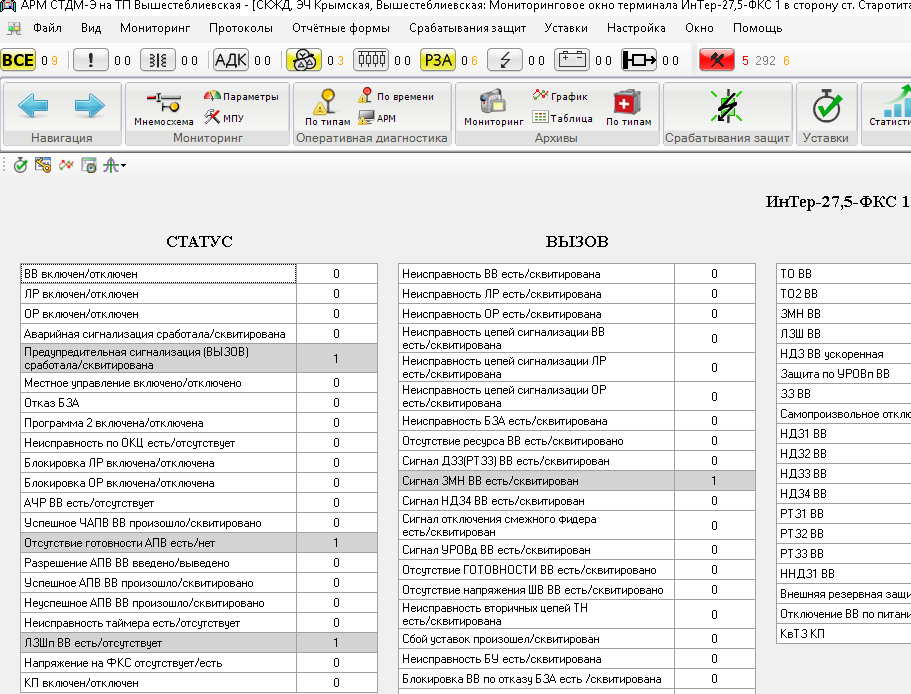 АРМ СТДМ-Э на ТП Вышестеблиевская - [СКЖД, ЭЧ Крымская, Вышестеблиевская: Мониторинговое окно терминала ИнТер-27,5-ФКС 1 в сторону ст. Старотита
Файл Вид Мониторинг Протоколы Отчётные формы Срабатывания защит Уставки Настройка Окно Помощь
ВСЕ 0 9 ! 0 0 0 0 АДК 0 0 0 3 0 0 РЗА 0 6 0 0 0 0 0 0 5 292 6
Мнемосхема Параметры МПУ По типам По времени АРМ Мониторинг График Таблица По типам Статисти
Навигация Мониторинг Оперативная диагностика Архивы Срабатывания защит Уставки
ИнТер-27,5-ФКС 1
СТАТУС
ВВ включен/отключен 0
ЛР включен/отключен 0
ОР включен/отключен 0
Аварийная сигнализация сработала/сквитирована 0
Предупредительная сигнализация (ВЫЗОВ)
сработала/сквитирована 1
Местное управление включено/отключено 0
Отказ БЗА 0
Программа 2 включена/отключена 0
Неисправность по ОКЦ есть/отсутствует 0
Блокировка ЛР включена/отключена 0
Блокировка ОР включена/отключена 0
АЧР ВВ есть/отсутствует 0
Успешное ЧАПВ ВВ произошло/сквитировано 0
Отсутствие готовности АПВ есть/нет 1
Разрешение АПВ ВВ введено/выведено 0
Успешное АПВ ВВ произошло/сквитировано 0
Неуспешное АПВ ВВ произошло/сквитировано 0
Неисправность таймера есть/отсутствует 0
ЛЗШп ВВ есть/отсутствует 1
Напряжение на ФКС отсутствует/есть 0
КП включен/отключен 0
ВЫЗОВ
Неисправность ВВ есть/сквитирована 0
Неисправность ЛР есть/сквитирована 0
Неисправность ОР есть/сквитирована 0
Неисправность цепей сигнализации ВВ
есть/сквитирована 0
Неисправность цепей сигнализации ЛР
есть/сквитирована 0
Неисправность цепей сигнализации ОР
есть/сквитирована 0
Неисправность БЗА есть/сквитирована 0
Отсутствие ресурса ВВ есть/сквитировано 0
Сигнал ДЗЗ(РТЗЗ) ВВ есть/сквитирован 0
Сигнал ЗМН ВВ есть/сквитирован 1
Сигнал НДЗ4 ВВ есть/сквитирован 0
Сигнал отключения смежного фидера
есть/сквитирован 0
Сигнал УРОВд ВВ есть/сквитирован 0
Отсутствие ГОТОВНОСТИ ВВ есть/сквитировано 0
Отсутствие напряжения ШВ ВВ есть/сквитировано 0
Неисправность вторичных цепей ТН
есть/сквитирована 0
Сбой уставок произошел/сквитирован 0
Неисправность БУ есть/сквитирована 0
Блокировка ВВ по отказу БЗА есть /сквитирована 0
ТО ВВ
ТО2 ВВ
ЗМН ВВ
ЛЗШ ВВ
НДЗ ВВ ускоренная
Защита по УРОВп ВВ
ЗЗ ВВ
Самопроизвольное отклю
НДЗ1 ВВ
НДЗ2 ВВ
НДЗ3 ВВ
НДЗ4 ВВ
РТЗ1 ВВ
РТЗ2 ВВ
РТЗ3 ВВ
ННДЗ1 ВВ
Внешняя резервная защи
Отключение ВВ по питани
КвТЗ КП